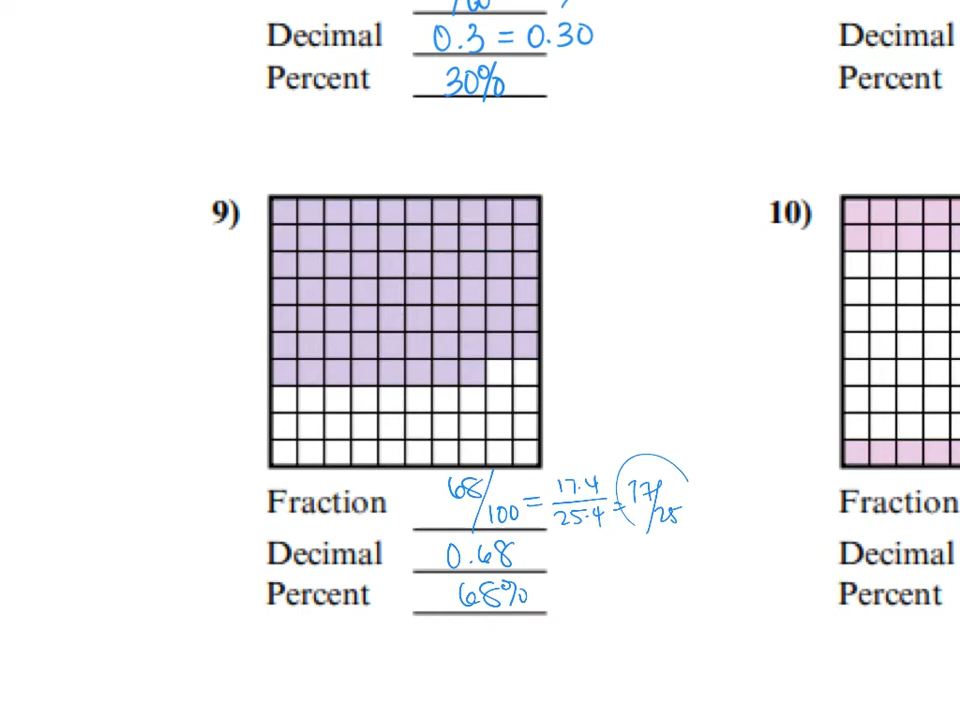 /100
Decimal 0.3 = 0.30 Decimal
Percent 30% Percent
9) 10)
68/100 = 17·4/25·4 = 17/25
Fraction Fraction
Decimal 0.68 Decimal
Percent 68% Percent